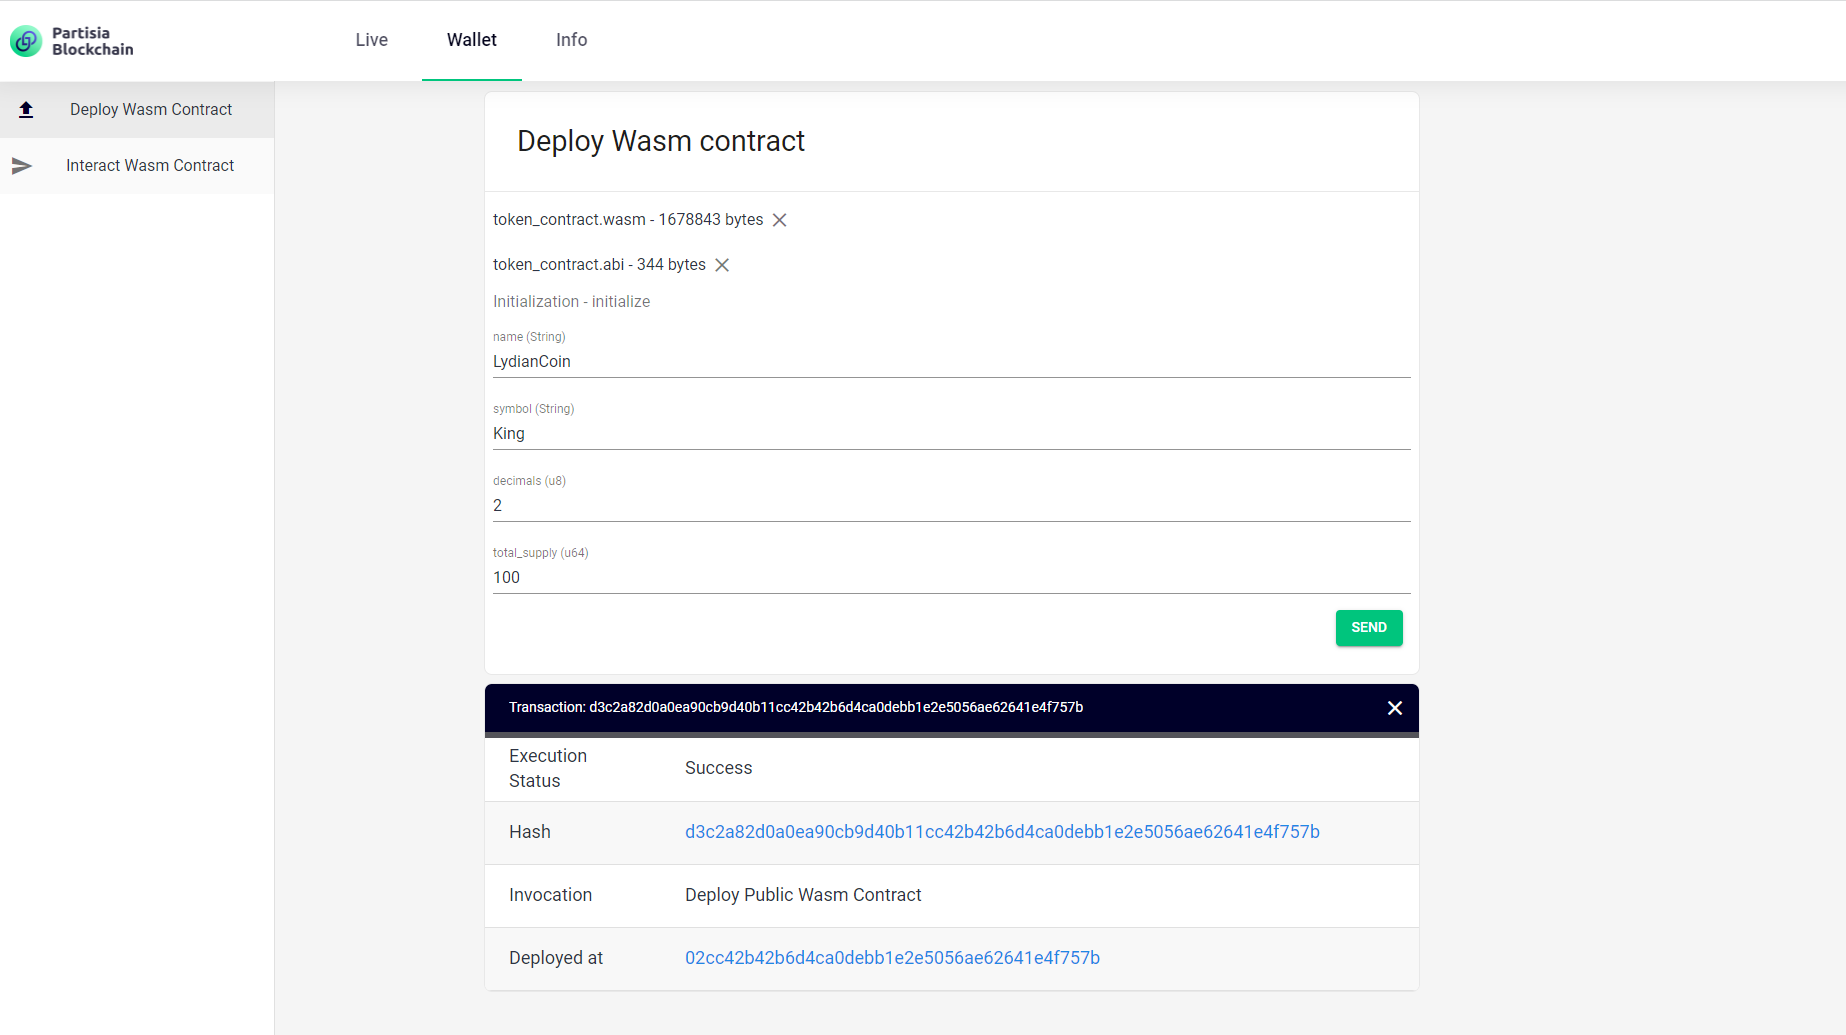 Partisia
Blockchain
Live
Wallet
Info
Deploy Wasm Contract
Interact Wasm Contract
Deploy Wasm contract
token_contract.wasm - 1678843 bytes
token_contract.abi - 344 bytes
Initialization - initialize
name (String)
LydianCoin
symbol (String)
King
decimals (u8)
2
total_supply (u64)
100
SEND
Transaction: d3c2a82d0a0ea90cb9d40b11cc42b42b6d4ca0debb1e2e5056ae62641e4f757b
Execution
Status
Success
Hash
d3c2a82d0a0ea90cb9d40b11cc42b42b6d4ca0debb1e2e5056ae62641e4f757b
Invocation
Deploy Public Wasm Contract
Deployed at
02cc42b42b6d4ca0debb1e2e5056ae62641e4f757b